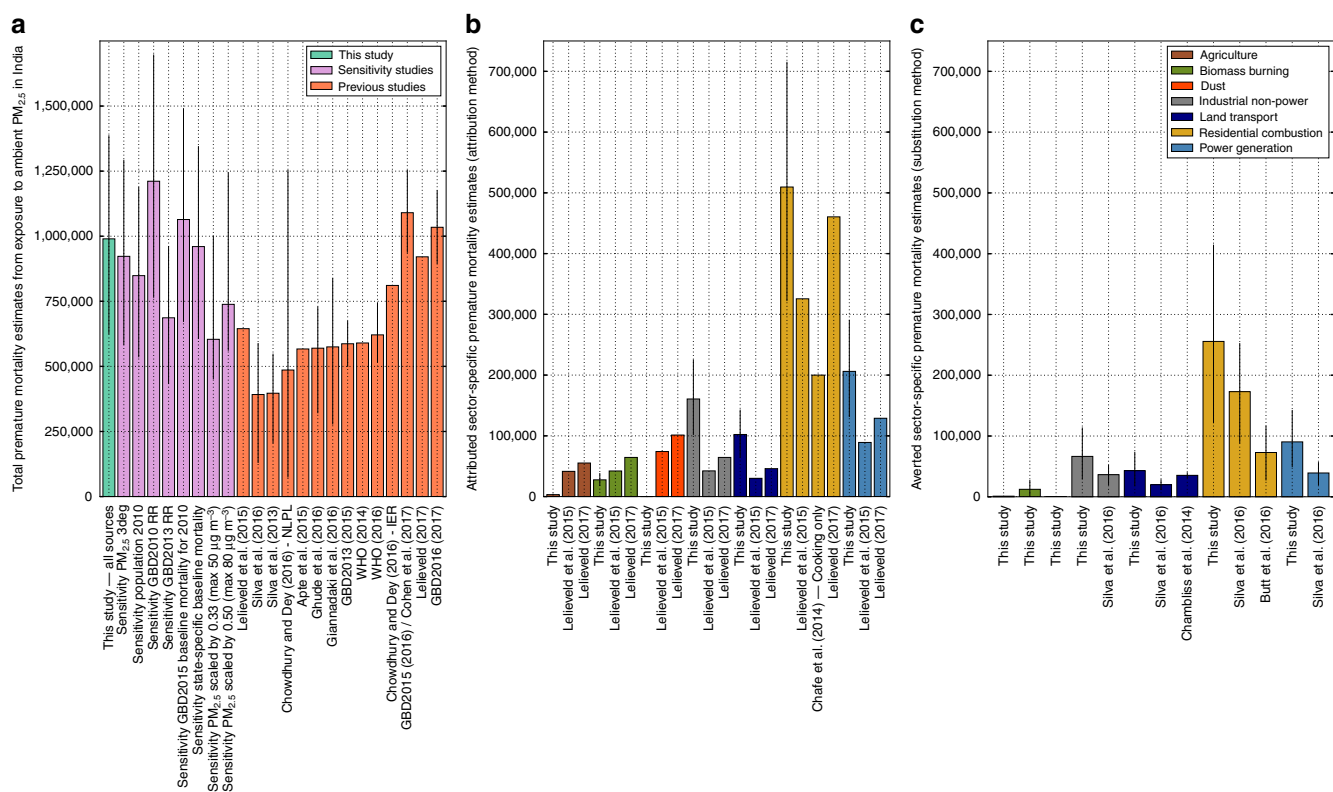 a
Total premature mortality estimates from exposure to ambient PM2.5 in India
1,500,000
1,250,000
1,000,000
750,000
500,000
250,000
0
This study
Sensitivity studies
Previous studies
This study — all sources
Sensitivity PM2.5 3deg
Sensitivity population 2010
Sensitivity GBD2010 RR
Sensitivity GBD2013 RR
Sensitivity GBD2015 baseline mortality for 2010
Sensitivity state-specific baseline mortality
Sensitivity PM2.5 scaled by 0.33 (max 50 µg m−3)
Sensitivity PM2.5 scaled by 0.50 (max 80 µg m−3)
Lelieveld et al. (2015)
Silva et al. (2016)
Silva et al. (2013)
Chowdhury and Dey (2016) - NLPL
Apte et al. (2015)
Ghude et al. (2016)
Giannadaki et al. (2016)
GBD2013 (2015)
WHO (2014)
WHO (2016)
Chowdhury and Dey (2016) - IER
GBD2015 (2016) / Cohen et al. (2017)
Lelieveld (2017)
GBD2016 (2017)
b
Attributed sector-specific premature mortality estimates (attribution method)
700,000
600,000
500,000
400,000
300,000
200,000
100,000
0
This study
Lelieveld et al. (2015)
Lelieveld (2017)
This study
Lelieveld et al. (2015)
Lelieveld (2017)
This study
Lelieveld et al. (2015)
Lelieveld (2017)
This study
Lelieveld et al. (2015)
Lelieveld (2017)
This study
Lelieveld et al. (2015)
Lelieveld (2017)
This study
Lelieveld et al. (2015)
Chafe et al. (2014) — Cooking only
Lelieveld (2017)
This study
Lelieveld et al. (2015)
Lelieveld (2017)
c
Averted sector-specific premature mortality estimates (substitution method)
700,000
600,000
500,000
400,000
300,000
200,000
100,000
0
Agriculture
Biomass burning
Dust
Industrial non-power
Land transport
Residential combustion
Power generation
This study
This study
This study
This study
Silva et al. (2016)
This study
Silva et al. (2016)
Chambliss et al. (2014)
This study
Silva et al. (2016)
Butt et al. (2016)
This study
Silva et al. (2016)